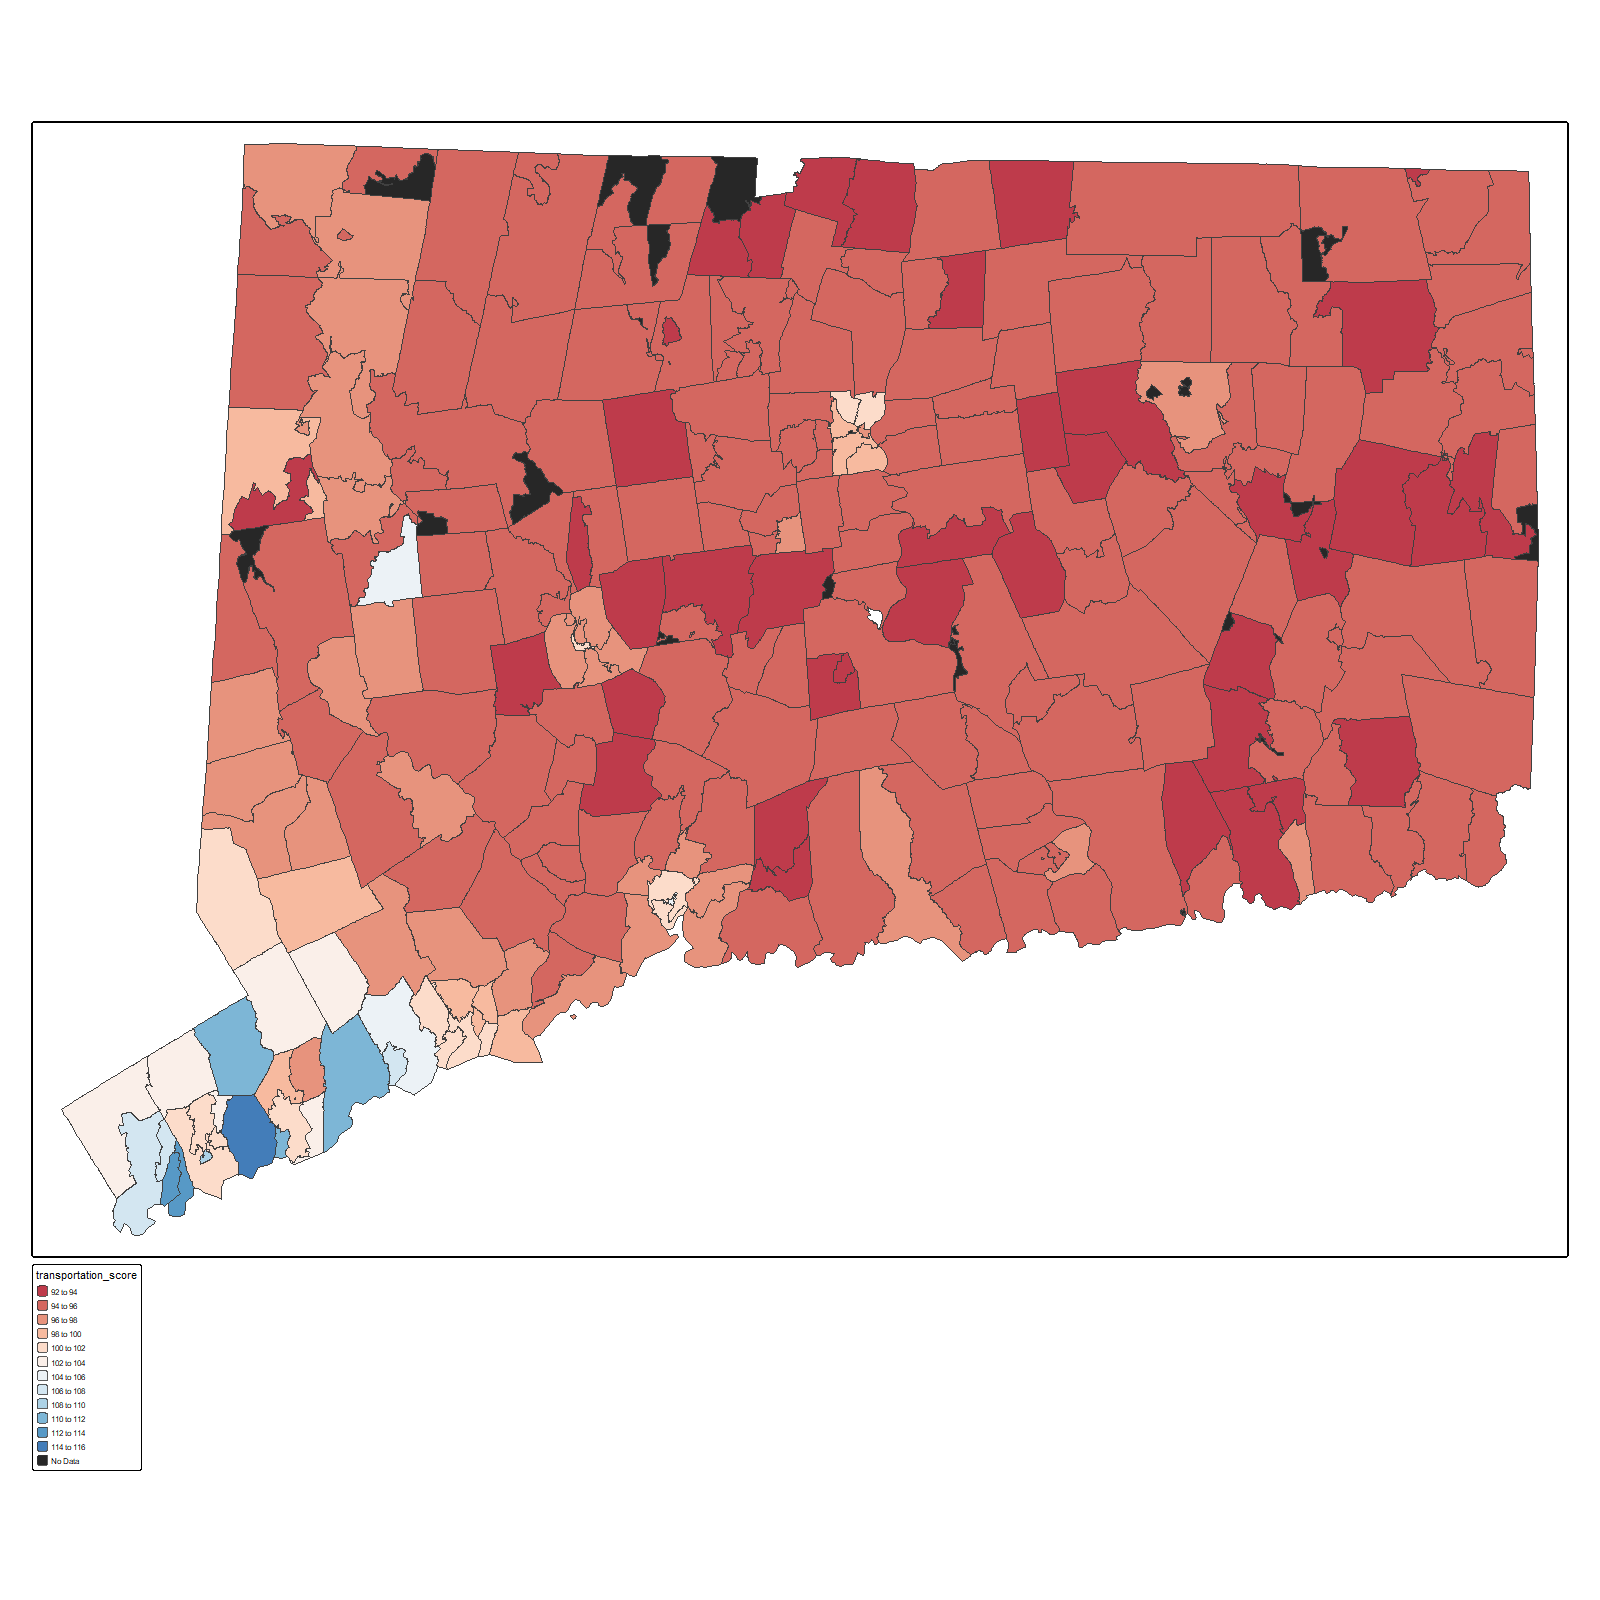 transportation_score
92 to 94
94 to 96
96 to 98
98 to 100
100 to 102
102 to 104
104 to 106
106 to 108
108 to 110
110 to 112
112 to 114
114 to 116
No Data